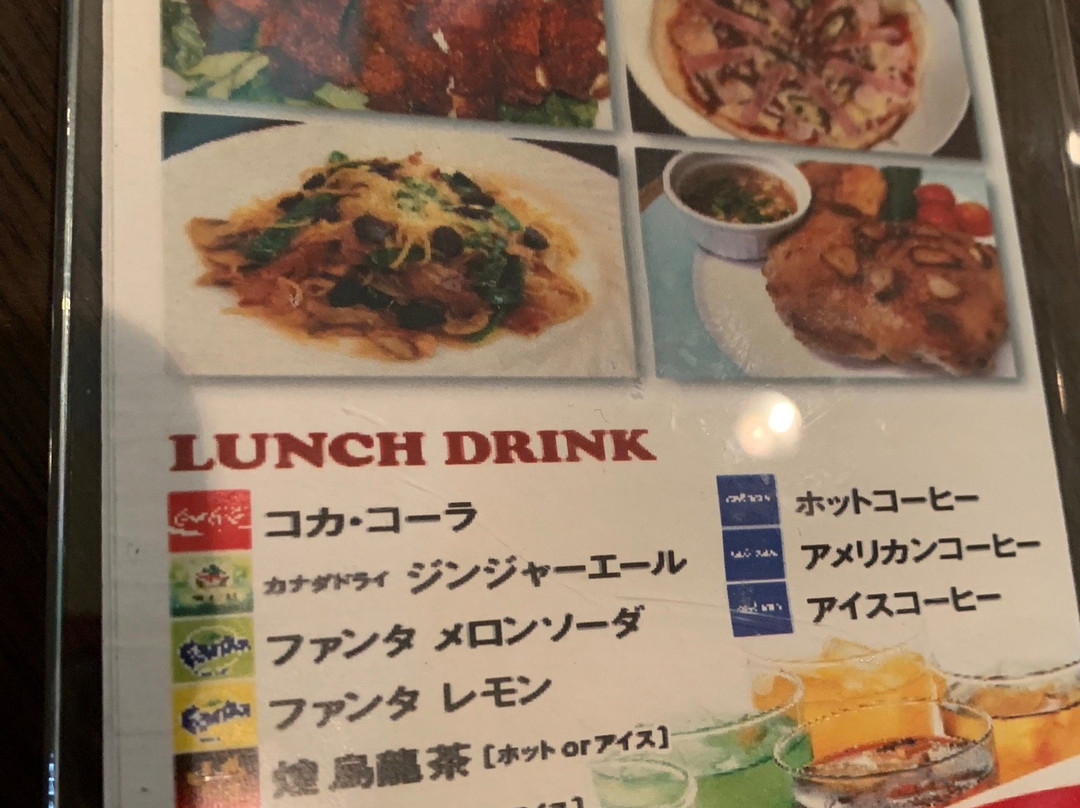 LUNCH DRINK
コカ・コーラ
カナダドライ ジンジャーエール
ファンタ メロンソーダ
ファンタ レモン
煌 烏龍茶 [ホット or アイス]
イス]
ホットコーヒー
アメリカンコーヒー
アイスコーヒー